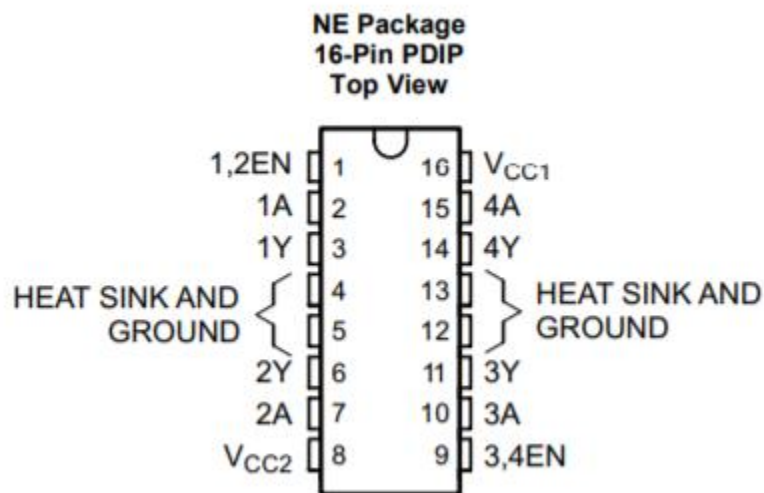 NE Package
16-Pin PDIP
Top View
1,2EN 1 16 VCC1
1A 2 15 4A
1Y 3 14 4Y
HEAT SINK AND 4 13 HEAT SINK AND
GROUND 5 12 GROUND
2Y 6 11 3Y
2A 7 10 3A
VCC2 8 9 3,4EN